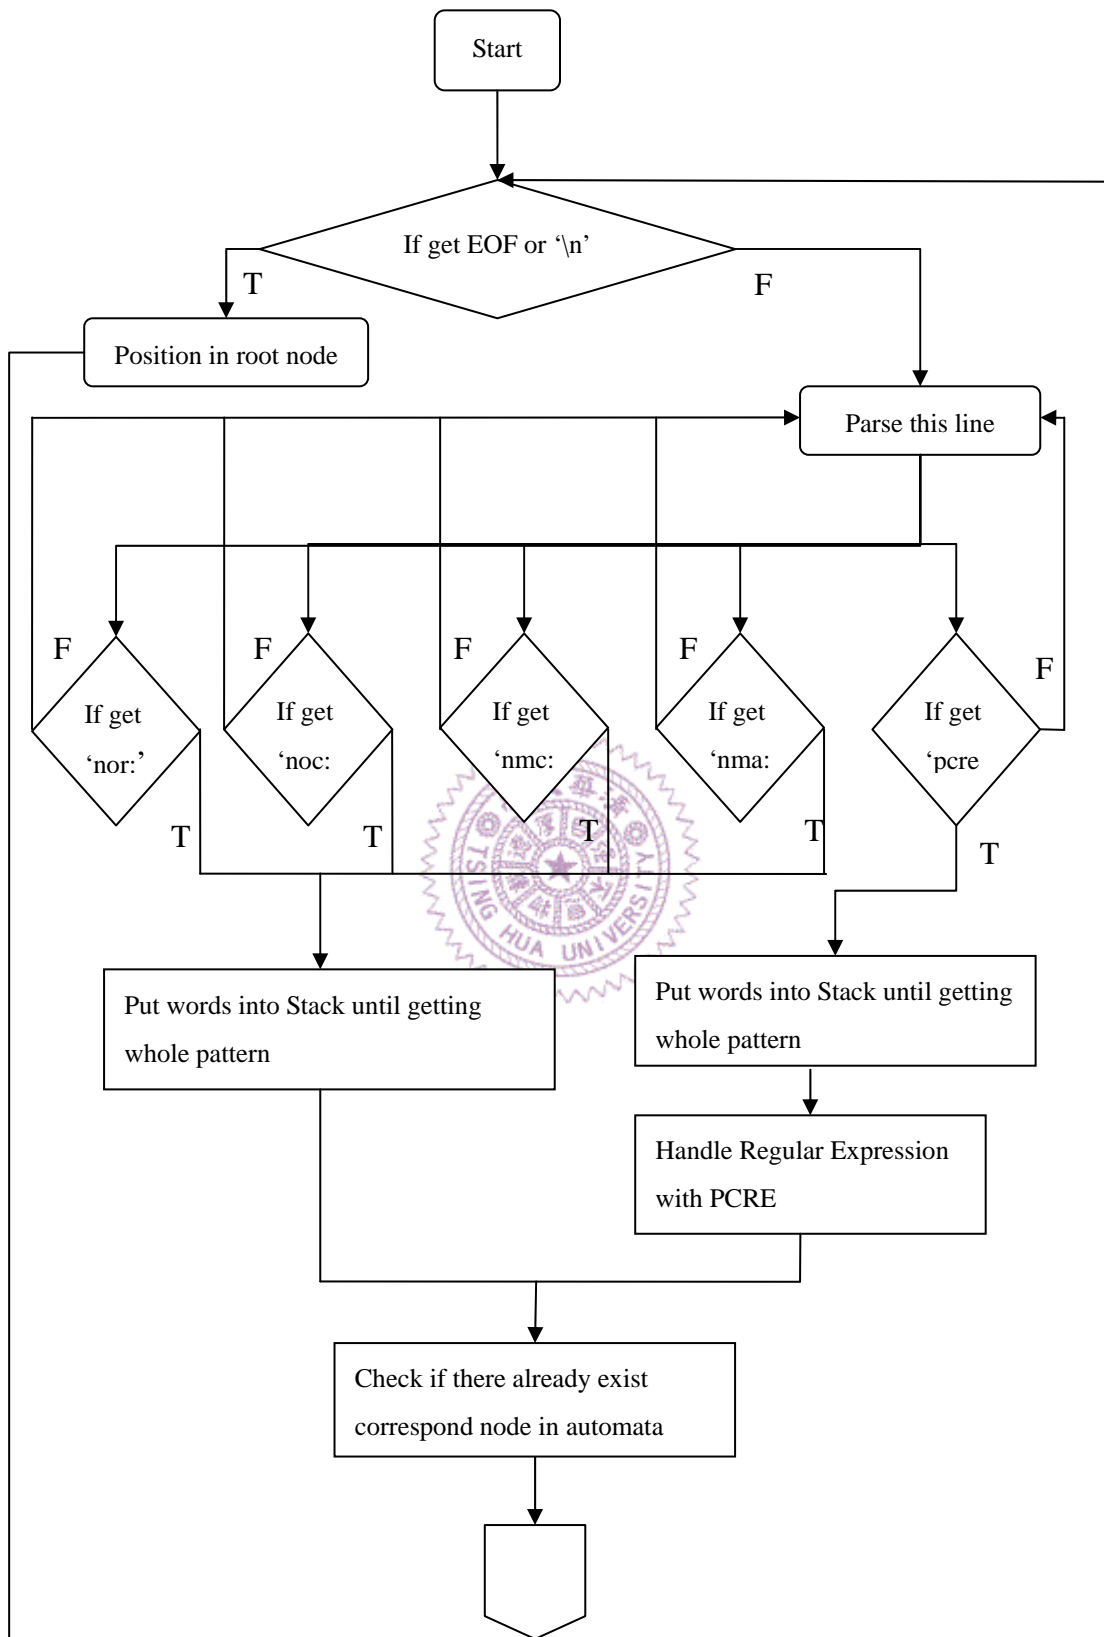 Start
If get EOF or ‘\n’
T
F
Position in root node
Parse this line
F
F
F
F
F
If get
‘nor:’
If get
‘noc:
If get
‘nmc:
If get
‘nma:
If get
‘pcre
T
T
T
T
T
TSING HUA UNIVERSITY
Put words into Stack until getting
whole pattern
Put words into Stack until getting
whole pattern
Handle Regular Expression
with PCRE
Check if there already exist
correspond node in automata